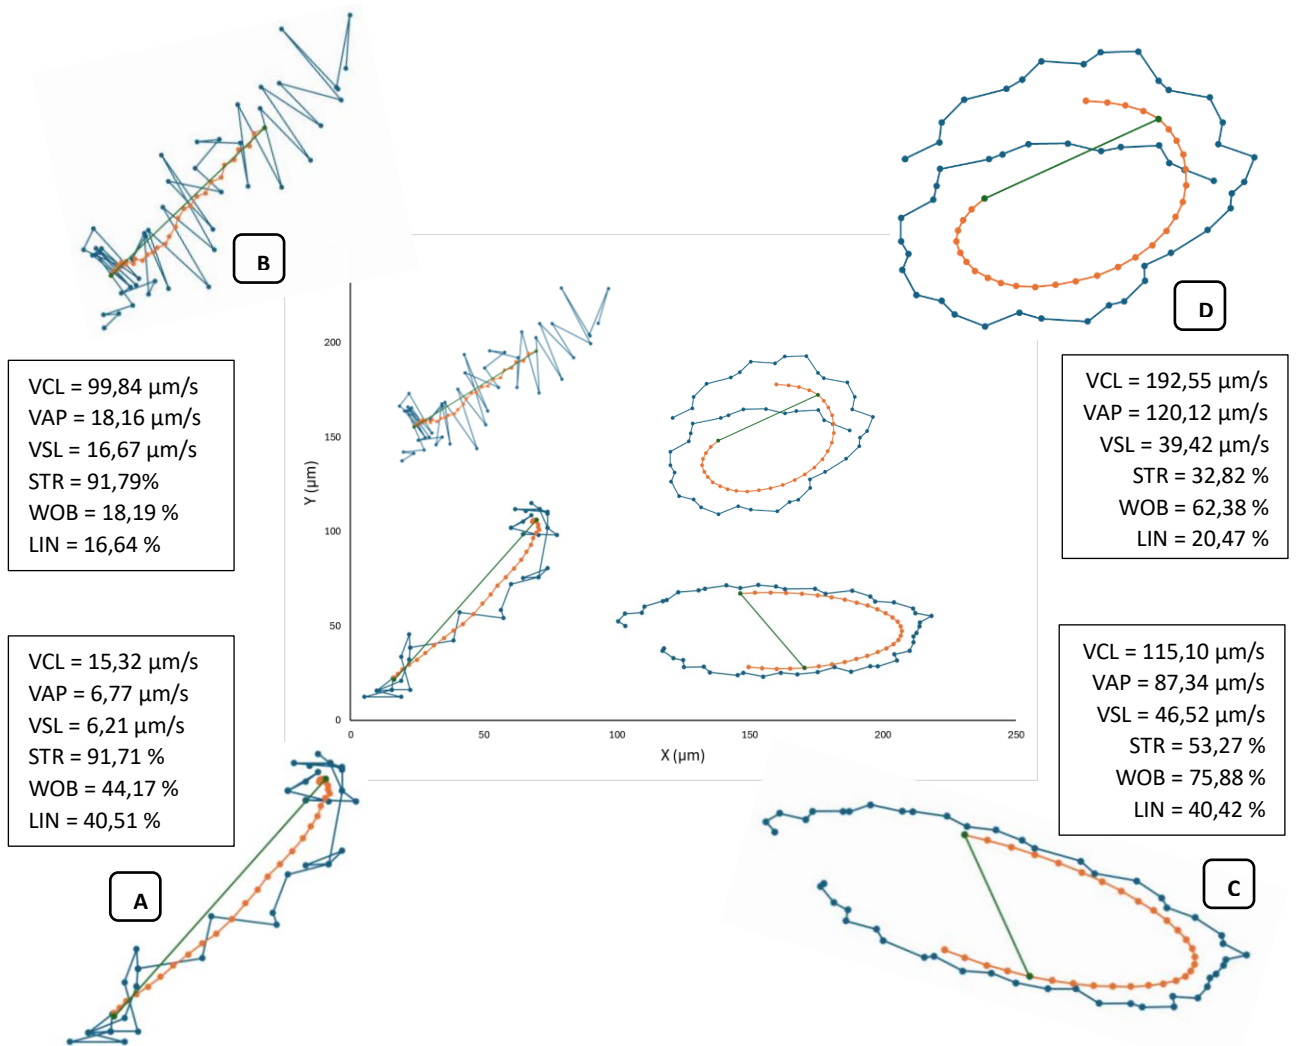 B
D
VCL = 99,84 µm/s
VAP = 18,16 µm/s
VSL = 16,67 µm/s
STR = 91,79%
WOB = 18,19 %
LIN = 16,64 %
VCL = 192,55 µm/s
VAP = 120,12 µm/s
VSL = 39,42 µm/s
STR = 32,82 %
WOB = 62,38 %
LIN = 20,47 %
200
150
100
50
0
Y (µm)
0
50
100
150
200
250
X (µm)
VCL = 15,32 µm/s
VAP = 6,77 µm/s
VSL = 6,21 µm/s
STR = 91,71 %
WOB = 44,17 %
LIN = 40,51 %
VCL = 115,10 µm/s
VAP = 87,34 µm/s
VSL = 46,52 µm/s
STR = 53,27 %
WOB = 75,88 %
LIN = 40,42 %
A
C